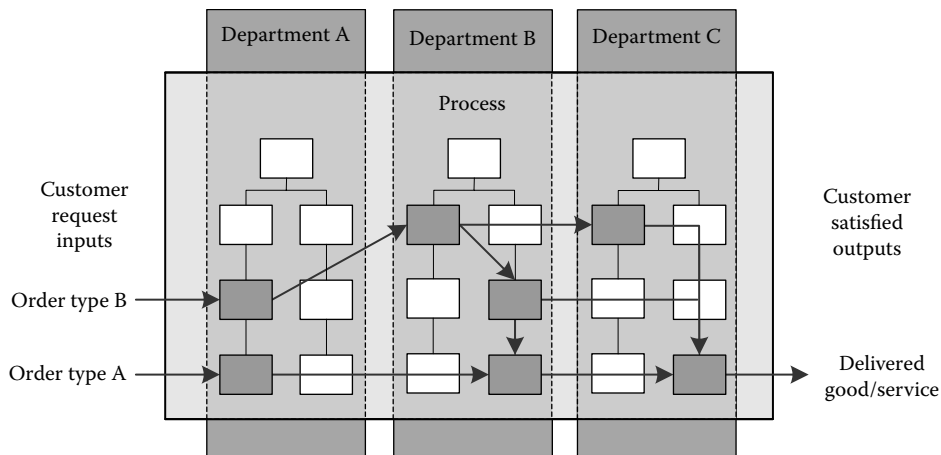 Department A
Department B
Department C
Process
Customer
request
inputs
Customer
satisfied
outputs
Order type B
Order type A
Delivered
good/service